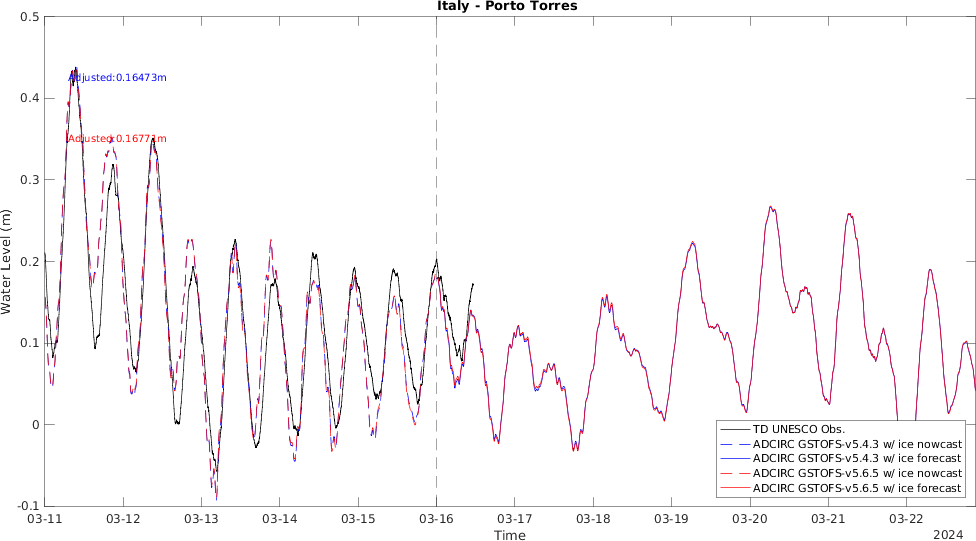 Italy - Porto Torres
0.5
Adjusted:0.16473m
0.4
Adjusted:0.16771m
0.3
0.2
0.1
0
-0.1
Water Level (m)
TD UNESCO Obs.
ADCIRC GSTOFS-v5.4.3 w/ ice nowcast
ADCIRC GSTOFS-v5.4.3 w/ ice forecast
ADCIRC GSTOFS-v5.6.5 w/ ice nowcast
ADCIRC GSTOFS-v5.6.5 w/ ice forecast
03-11 03-12 03-13 03-14 03-15 03-16 03-17 03-18 03-19 03-20 03-21 03-22
Time
2024